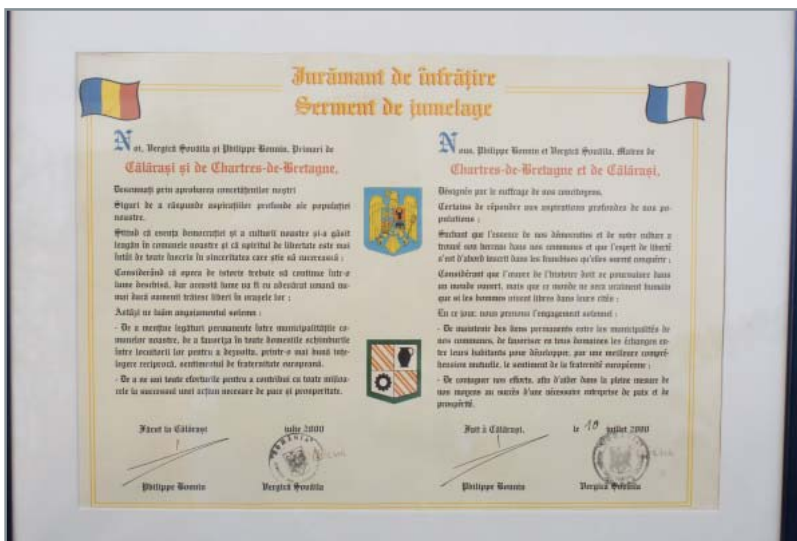 Jurământ de înfrățire
Serment de jumelage
Noi, Vergică Șovăila și Philippe Bonnin, Primari de
Călărași și de Chartres-de-Bretagne,
Desemnați prin aprobarea concetățenilor noștri
Siguri de a răspunde aspirațiilor profunde ale populației
noastre.
Știind că esența democrației și a culturii noastre și-a găsit
leagăn în comunele noastre și că spiritul de libertate este mai
întâi de toate înscris în sinceritatea care știe să cucerească ;
Considerând că opera de istorie trebuie să continue într-o
lume deschisă, dar această lume va fi cu adevărat umană nu-
mai dacă oamenii trăiesc liberi în orașele lor ;
Astăzi ne luăm angajamentul solemn :
- De a menține legături permanente între municipalitățile co-
munelor noastre, de a favoriza în toate domeniile schimburile
între locuitorii lor pentru a dezvolta, printr-o mai bună înțe-
legere reciprocă, sentimentul de fraternitate europeană.
- De a ne uni toate eforturile pentru a contribui cu toate mijloa-
cele la succesul unei acțiuni necesare de pace și prosperitate.
Făcut la Călărași iulie 2000
ROMÂNIA
Philippe Bonnin Vergică Șovăila
Nous, Philippe Bonnin et Vergică Șovăila, Maires de
Chartres-de-Bretagne et de Călărași,
Désignés par le suffrage de nos concitoyens,
Certains de répondre aux aspirations profondes de nos po-
pulations ;
Sachant que l'essence de nos démocraties et de notre culture a
trouvé son berceau dans nos communes et que l'esprit de liberté
s'est d'abord inscrit dans les franchises qu'elles surent conquérir ;
Considérant que l'œuvre de l'histoire doit se poursuivre dans
un monde ouvert, mais que ce monde ne sera vraiment humain
que si les hommes vivent libres dans leurs cités ;
En ce jour, nous prenons l'engagement solennel :
- De maintenir des liens permanents entre les municipalités de
nos communes, de favoriser en tous domaines les échanges en-
tre leurs habitants pour développer, par une meilleure compré-
hension mutuelle, le sentiment de la fraternité européenne ;
- De conjuguer nos efforts, afin d'aider dans la pleine mesure de
nos moyens au succès d'une nécessaire entreprise de paix et de
prospérité.
Fait à Călărași, le 10 juillet 2000
Philippe Bonnin Vergică Șovăila